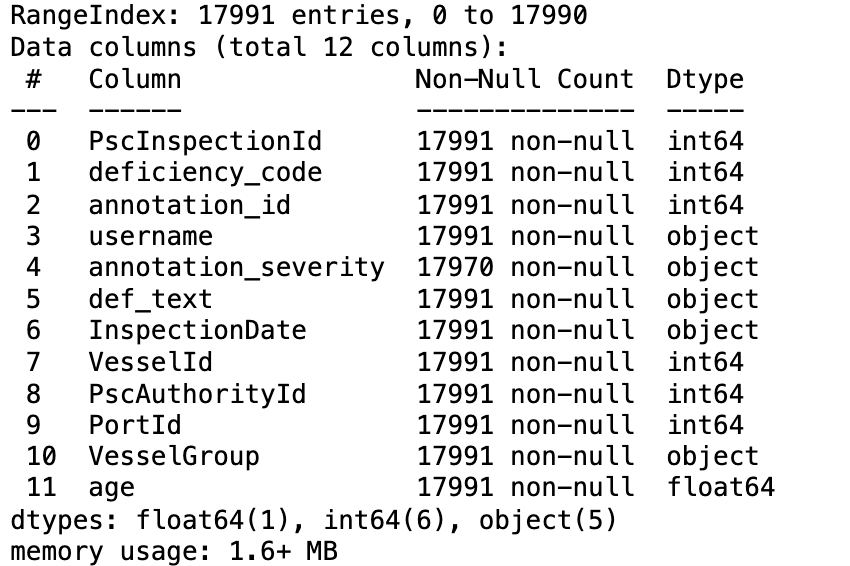 RangeIndex: 17991 entries, 0 to 17990
Data columns (total 12 columns):
 #   Column               Non-Null Count  Dtype
---  ------               --------------  -----
 0   PscInspectionId      17991 non-null  int64
 1   deficiency_code      17991 non-null  int64
 2   annotation_id        17991 non-null  int64
 3   username             17991 non-null  object
 4   annotation_severity  17970 non-null  object
 5   def_text             17991 non-null  object
 6   InspectionDate       17991 non-null  object
 7   VesselId             17991 non-null  int64
 8   PscAuthorityId       17991 non-null  int64
 9   PortId               17991 non-null  int64
 10  VesselGroup          17991 non-null  object
 11  age                  17991 non-null  float64
dtypes: float64(1), int64(6), object(5)
memory usage: 1.6+ MB